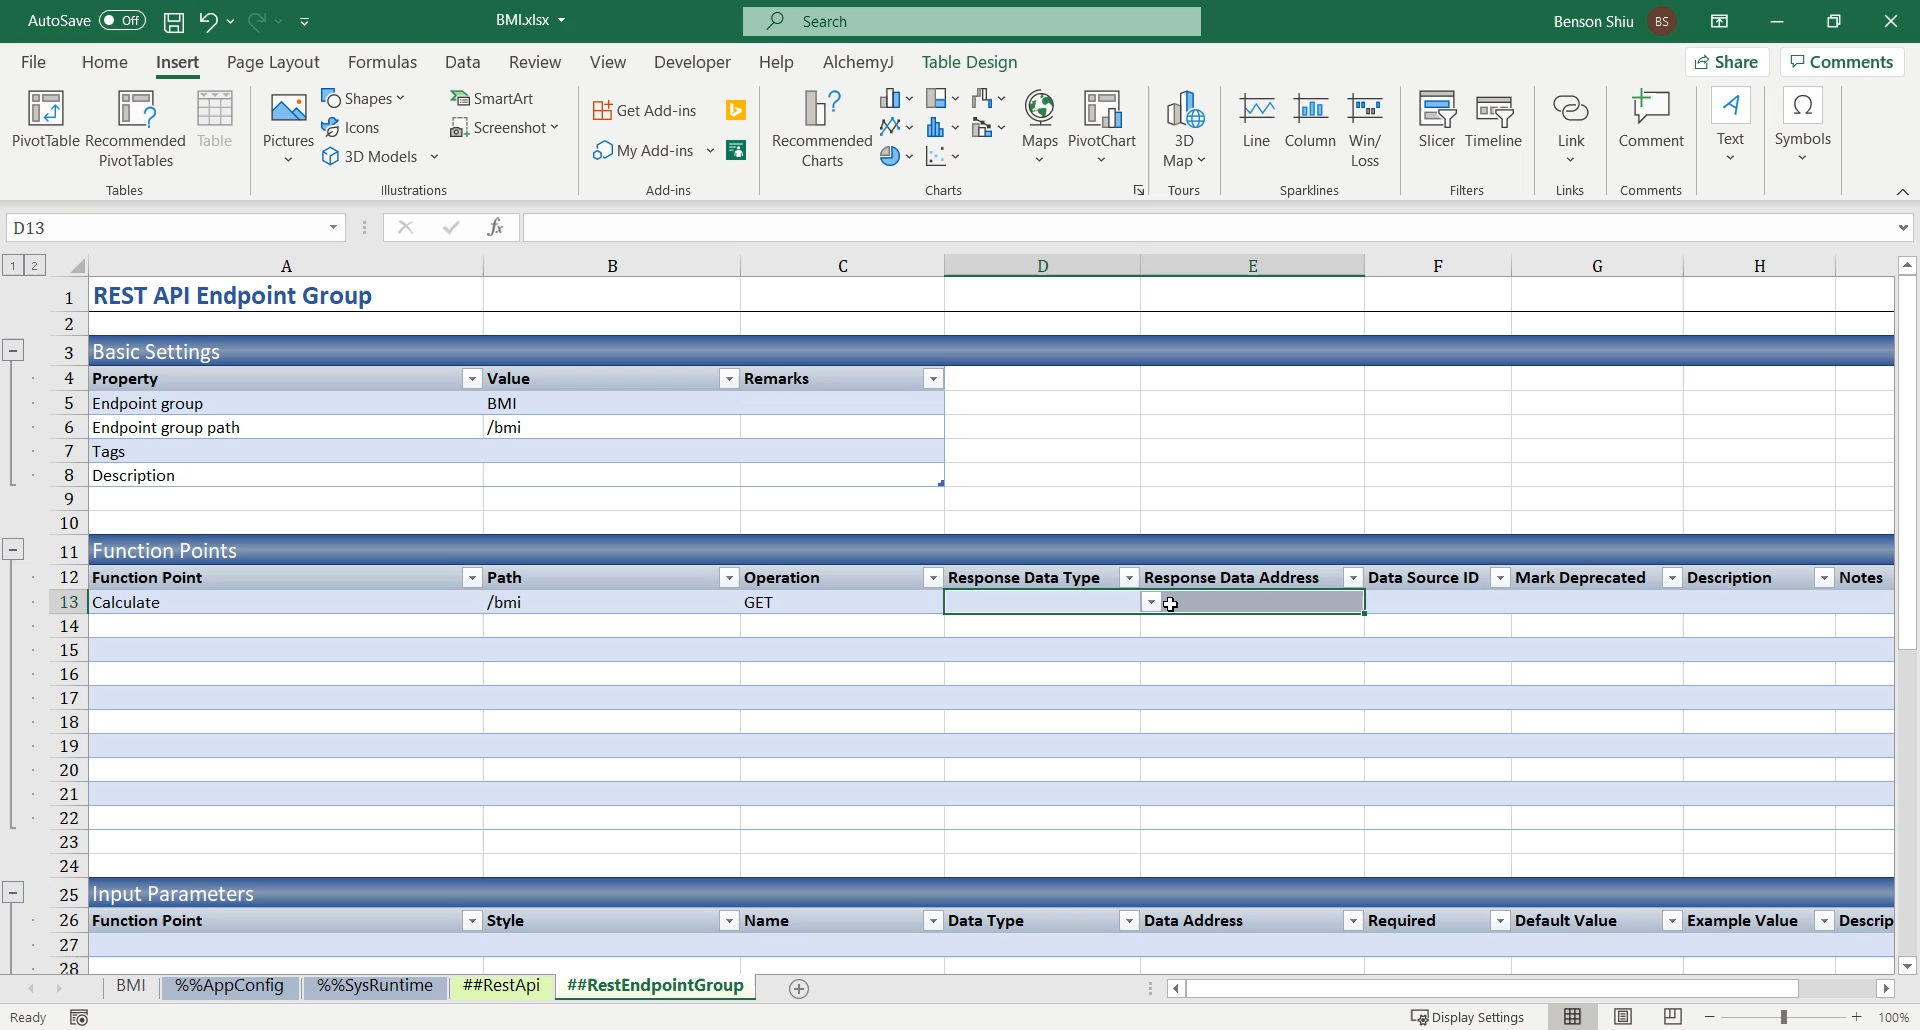 AutoSave Off BMI.xlsx Search Benson Shiu BS
File Home Insert Page Layout Formulas Data Review View Developer Help AlchemyJ Table Design Share Comments
PivotTable Recommended PivotTables Table
Pictures Shapes Icons 3D Models SmartArt Screenshot
Get Add-ins My Add-ins
Recommended Charts Maps PivotChart
3D Map
Line Column Win/ Loss
Slicer Timeline
Link Comment Text Symbols
Tables Illustrations Add-ins Charts Tours Sparklines Filters Links Comments
D13 fx
1 2 A B C D E F G H
1 REST API Endpoint Group
2
3 Basic Settings
4 Property Value Remarks
5 Endpoint group BMI
6 Endpoint group path /bmi
7 Tags
8 Description
9
10
11 Function Points
12 Function Point Path Operation Response Data Type Response Data Address Data Source ID Mark Deprecated Description Notes
13 Calculate /bmi GET
14
15
16
17
18
19
20
21
22
23
24
25 Input Parameters
26 Function Point Style Name Data Type Data Address Required Default Value Example Value Descrip
27
28
BMI %%AppConfig %%SysRuntime ##RestApi ##RestEndpointGroup
Ready Display Settings 100%